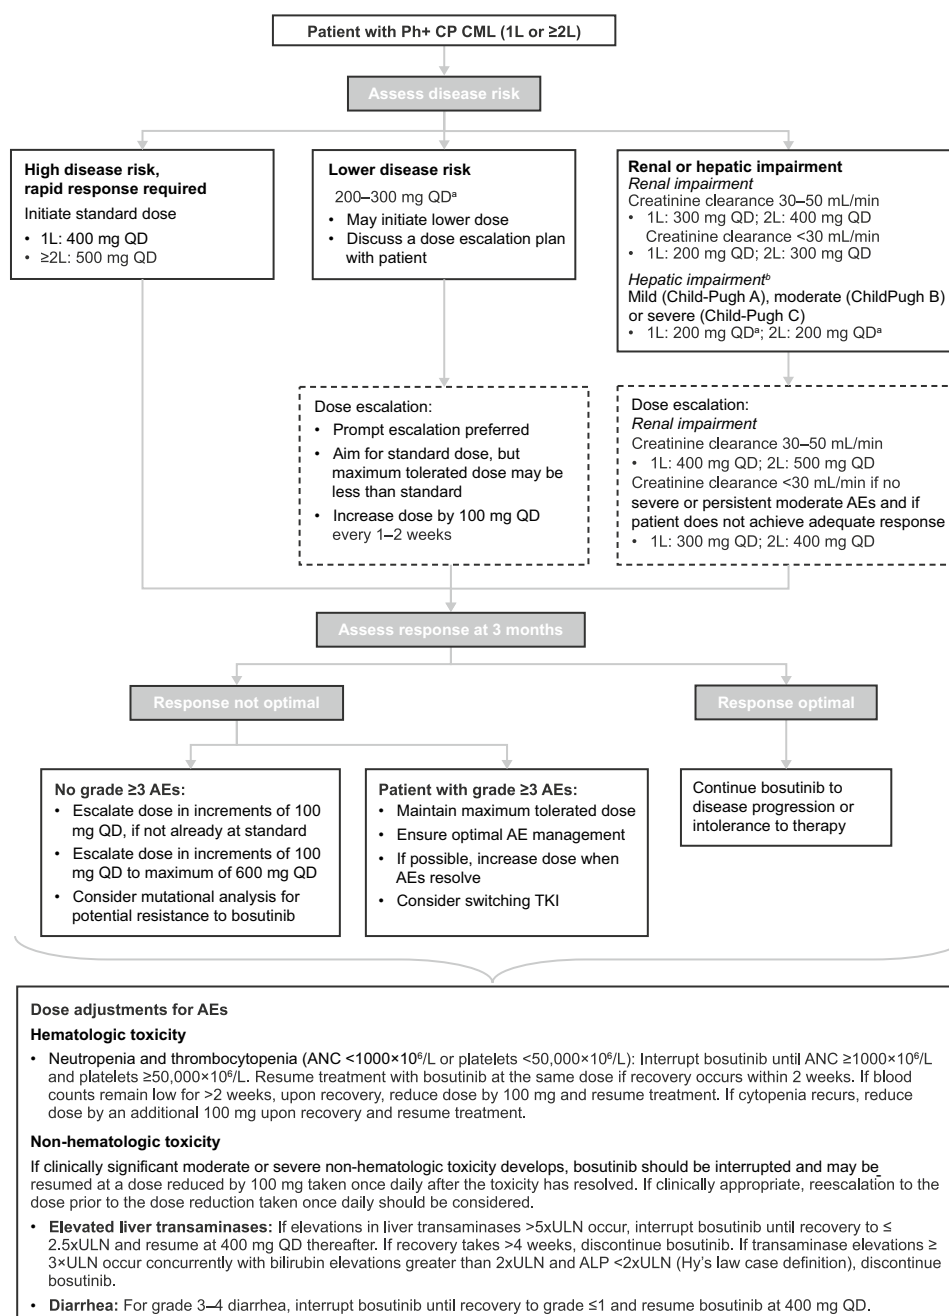 Patient with Ph+ CP CML (1L or ≥2L)
Assess disease risk
High disease risk,
rapid response required
Initiate standard dose
• 1L: 400 mg QD
• ≥2L: 500 mg QD
Lower disease risk
200–300 mg QDᵃ
• May initiate lower dose
• Discuss a dose escalation plan
with patient
Renal or hepatic impairment
Renal impairment
Creatinine clearance 30–50 mL/min
• 1L: 300 mg QD; 2L: 400 mg QD
Creatinine clearance <30 mL/min
• 1L: 200 mg QD; 2L: 300 mg QD
Hepatic impairmentᵇ
Mild (Child-Pugh A), moderate (ChildPugh B)
or severe (Child-Pugh C)
• 1L: 200 mg QDᵃ; 2L: 200 mg QDᵃ
Dose escalation:
• Prompt escalation preferred
• Aim for standard dose, but
maximum tolerated dose may be
less than standard
• Increase dose by 100 mg QD
every 1–2 weeks
Dose escalation:
Renal impairment
Creatinine clearance 30–50 mL/min
• 1L: 400 mg QD; 2L: 500 mg QD
Creatinine clearance <30 mL/min if no
severe or persistent moderate AEs and if
patient does not achieve adequate response
• 1L: 300 mg QD; 2L: 400 mg QD
Assess response at 3 months
Response not optimal
Response optimal
No grade ≥3 AEs:
• Escalate dose in increments of 100
mg QD, if not already at standard
• Escalate dose in increments of 100
mg QD to maximum of 600 mg QD
• Consider mutational analysis for
potential resistance to bosutinib
Patient with grade ≥3 AEs:
• Maintain maximum tolerated dose
• Ensure optimal AE management
• If possible, increase dose when
AEs resolve
• Consider switching TKI
Continue bosutinib to
disease progression or
intolerance to therapy
Dose adjustments for AEs
Hematologic toxicity
• Neutropenia and thrombocytopenia (ANC <1000×10⁶/L or platelets <50,000×10⁶/L): Interrupt bosutinib until ANC ≥1000×10⁶/L
and platelets ≥50,000×10⁶/L. Resume treatment with bosutinib at the same dose if recovery occurs within 2 weeks. If blood
counts remain low for >2 weeks, upon recovery, reduce dose by 100 mg and resume treatment. If cytopenia recurs, reduce
dose by an additional 100 mg upon recovery and resume treatment.
Non-hematologic toxicity
If clinically significant moderate or severe non-hematologic toxicity develops, bosutinib should be interrupted and may be
resumed at a dose reduced by 100 mg taken once daily after the toxicity has resolved. If clinically appropriate, reescalation to the
dose prior to the dose reduction taken once daily should be considered.
• Elevated liver transaminases: If elevations in liver transaminases >5xULN occur, interrupt bosutinib until recovery to ≤
2.5xULN and resume at 400 mg QD thereafter. If recovery takes >4 weeks, discontinue bosutinib. If transaminase elevations ≥
3×ULN occur concurrently with bilirubin elevations greater than 2xULN and ALP <2xULN (Hy's law case definition), discontinue
bosutinib.
• Diarrhea: For grade 3–4 diarrhea, interrupt bosutinib until recovery to grade ≤1 and resume bosutinib at 400 mg QD.